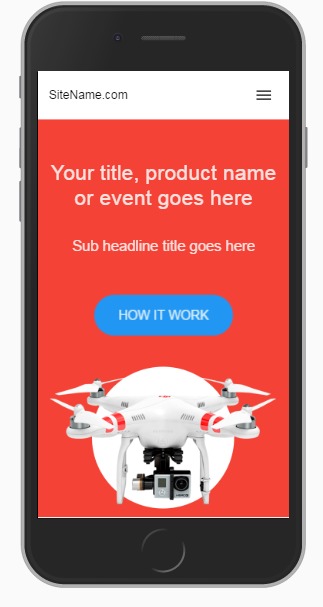 SiteName.com
Your title, product name
or event goes here
Sub headline title goes here
HOW IT WORK